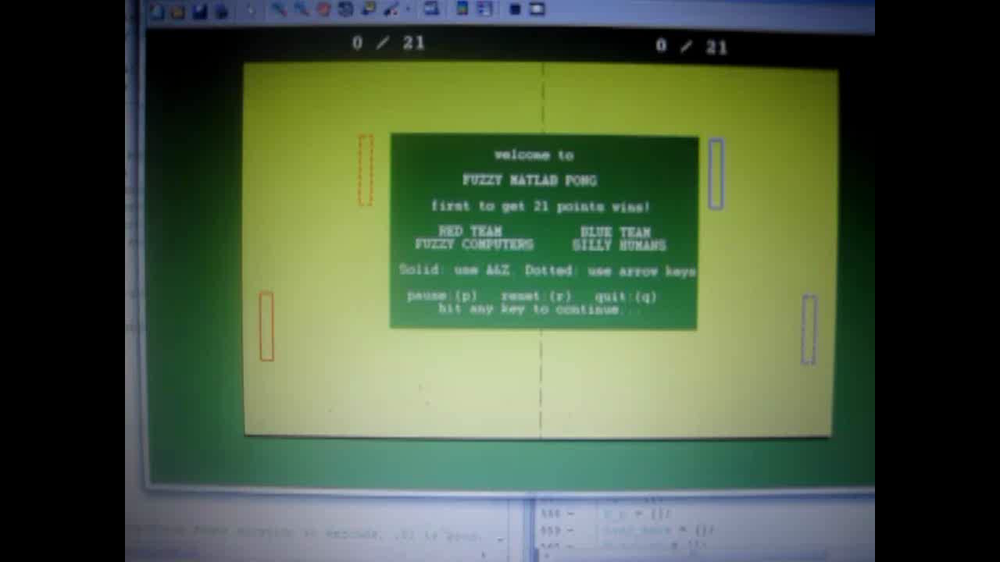 0 / 21 0 / 21
welcome to
FUZZY MATLAB PONG
first to get 21 points wins!
RED TEAM BLUE TEAM
FUZZY COMPUTERS SILLY HUMANS
Solid: use A&Z, Dotted: use arrow keys
pause:(p) reset:(r) quit:(q)
hit any key to continue...
= {};
559 - = {};